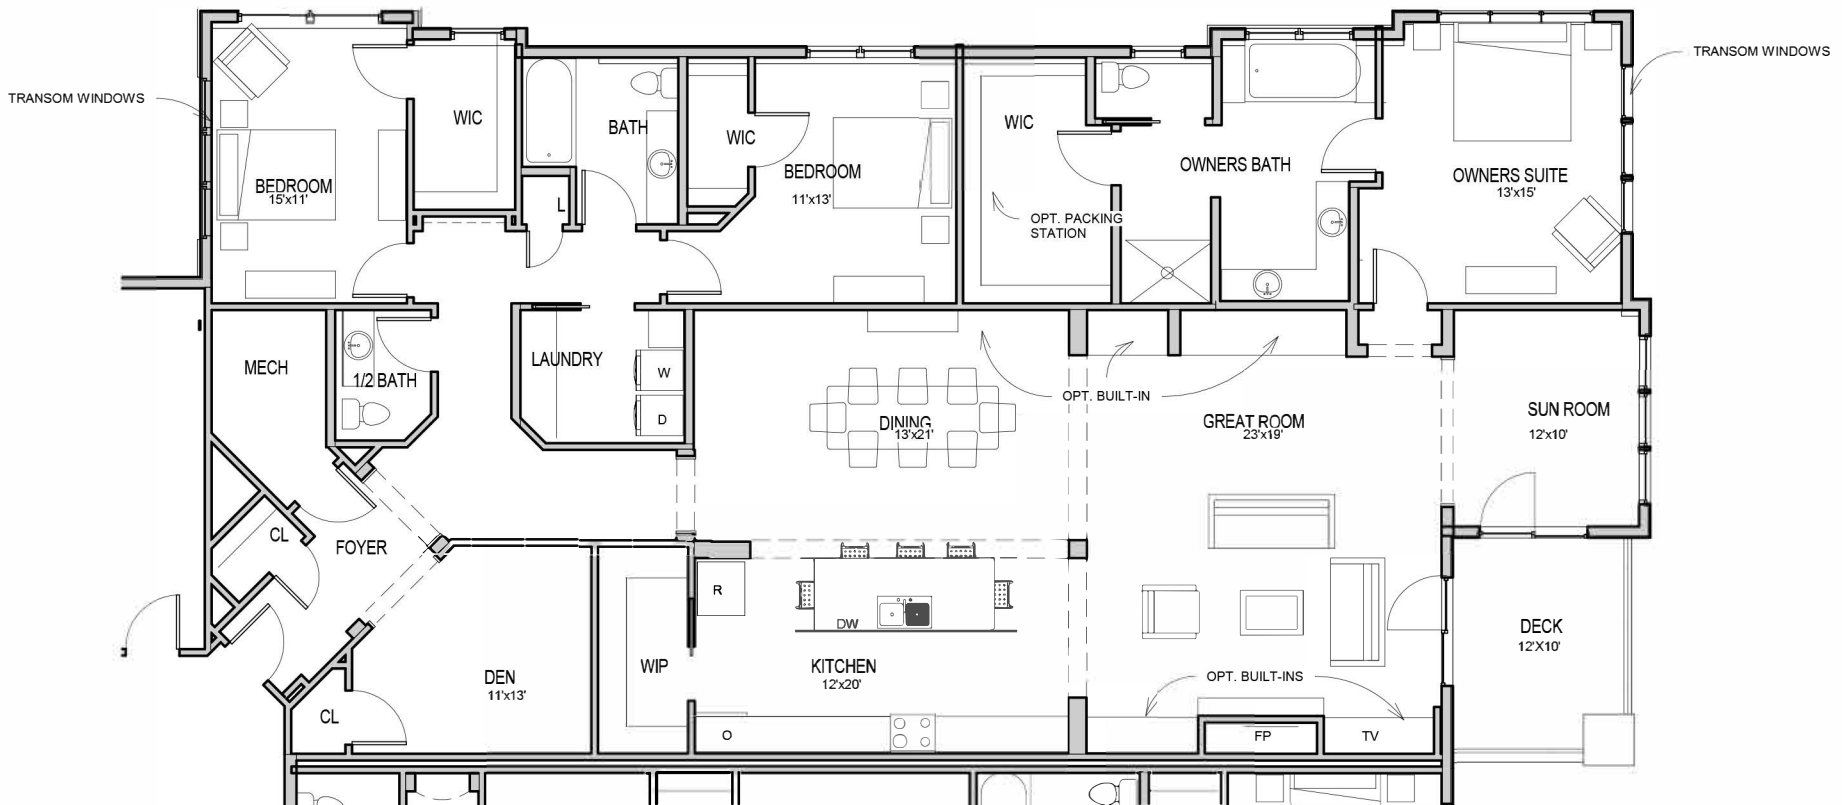 TRANSOM WINDOWS
TRANSOM WINDOWS
WIC
BATH
WIC
WIC
OWNERS BATH
OWNERS SUITE
13'x15'
BEDROOM
15'x11'
BEDROOM
11'x13'
L
OPT. PACKING
STATION
MECH
1/2 BATH
LAUNDRY
W
D
OPT. BUILT-IN
DINING
13'x21'
GREAT ROOM
23'x19'
SUN ROOM
12'x10'
CL
FOYER
R
DW
DECK
12'X10'
WIP
KITCHEN
12'x20'
DEN
11'x13'
OPT. BUILT-INS
CL
O
FP
TV